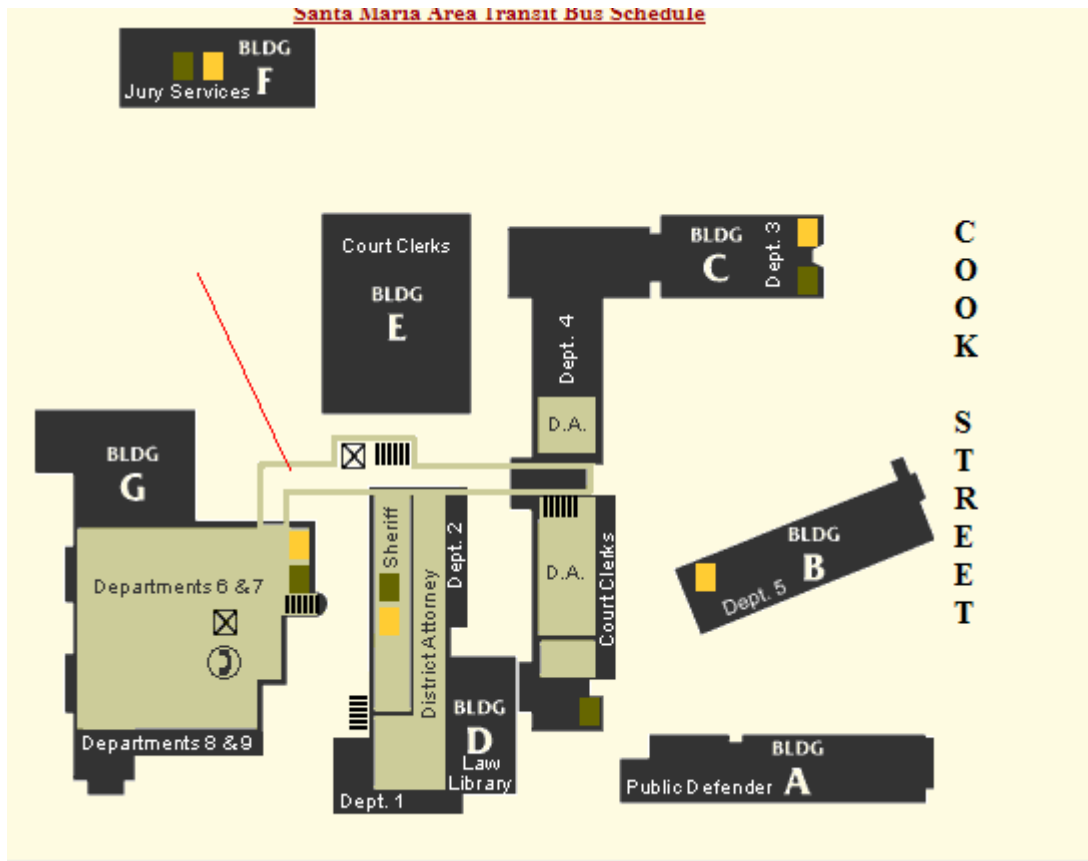 Santa Maria Area Transit Bus Schedule
BLDG
F
Jury Services
Court Clerks
BLDG
E
BLDG
C
Dept. 3
Dept. 4
D.A.
COOK STREET
BLDG
G
Departments 6 & 7
Departments 8 & 9
Sheriff
District Attorney
Dept. 2
BLDG
D
Law
Library
Dept. 1
D.A.
Court Clerks
BLDG
B
Dept. 5
BLDG
A
Public Defender